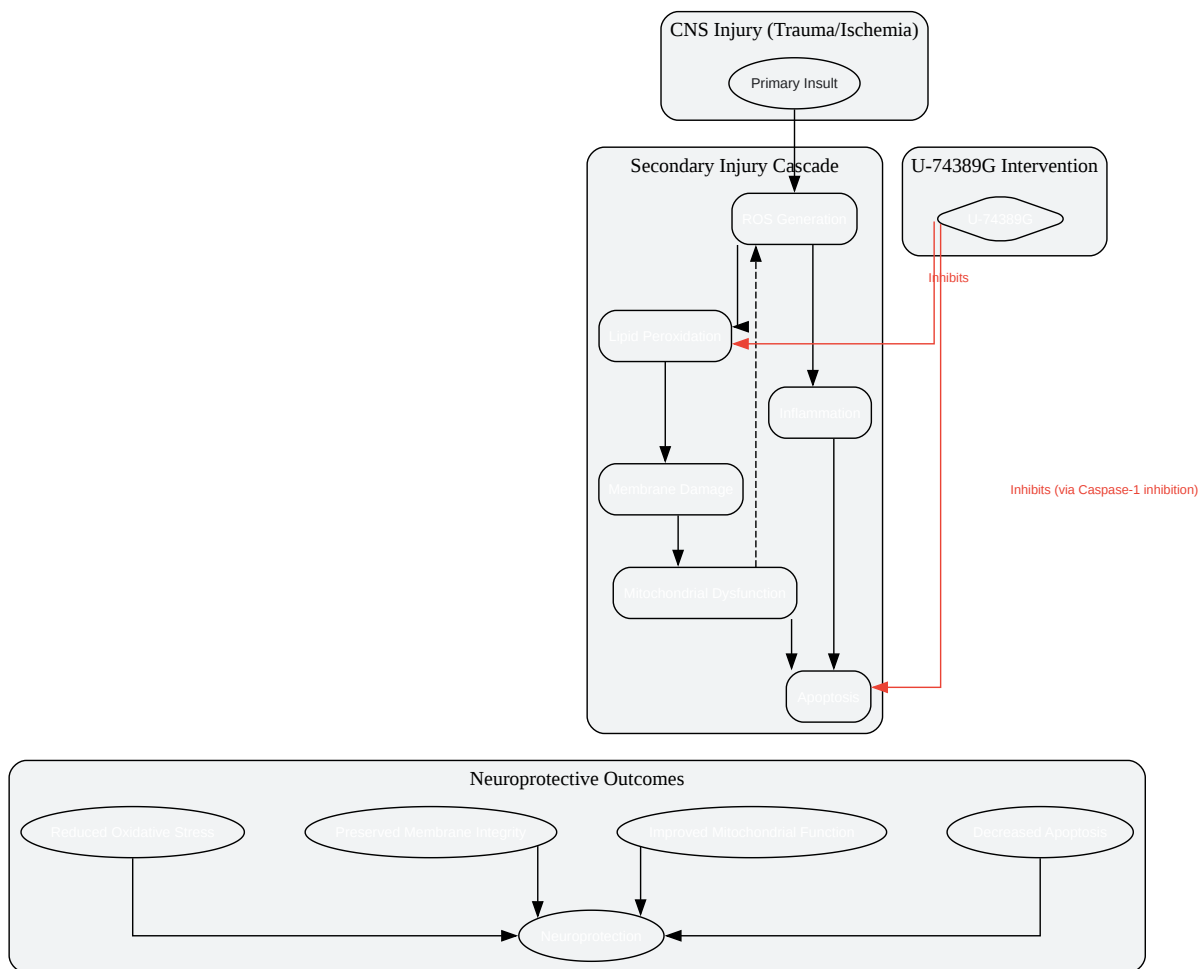 CNS Injury (Trauma/Ischemia)
Primary Insult
Secondary Injury Cascade
U-74389G Intervention
ROS Generation
U-74389G
Inhibits
Lipid Peroxidation
Inflammation
Membrane Damage
Inhibits (via Caspase-1 inhibition)
Mitochondrial Dysfunction
Apoptosis
Neuroprotective Outcomes
Reduced Oxidative Stress
Preserved Membrane Integrity
Improved Mitochondrial Function
Decreased Apoptosis
Neuroprotection